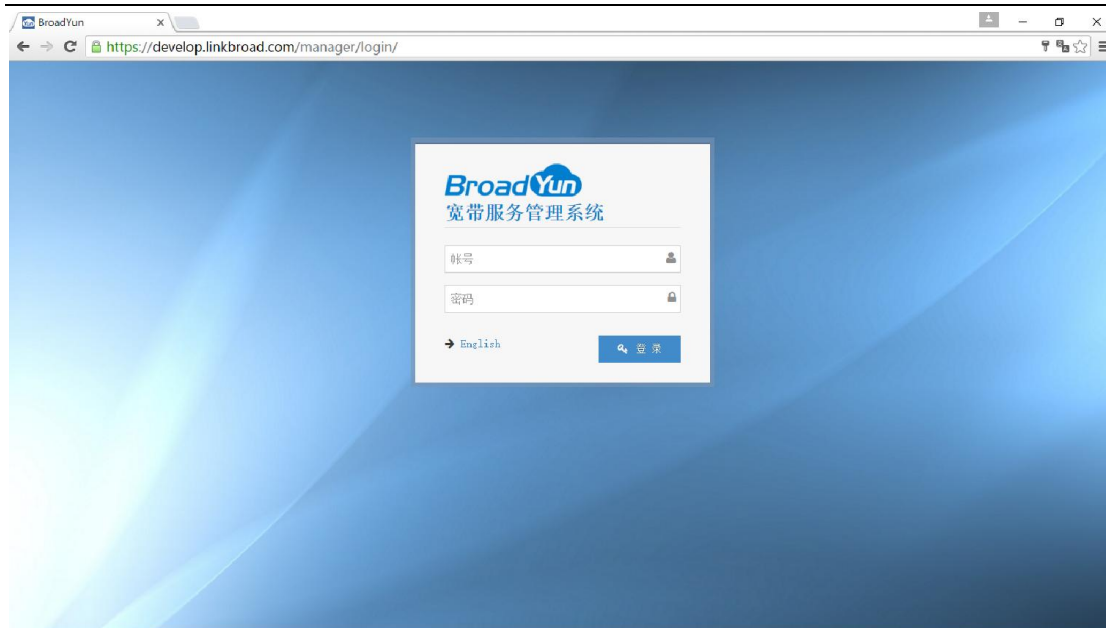 BroadYun
https://develop.linkbroad.com/manager/login/
BroadYun
宽带服务管理系统
帐号
密码
English
登录